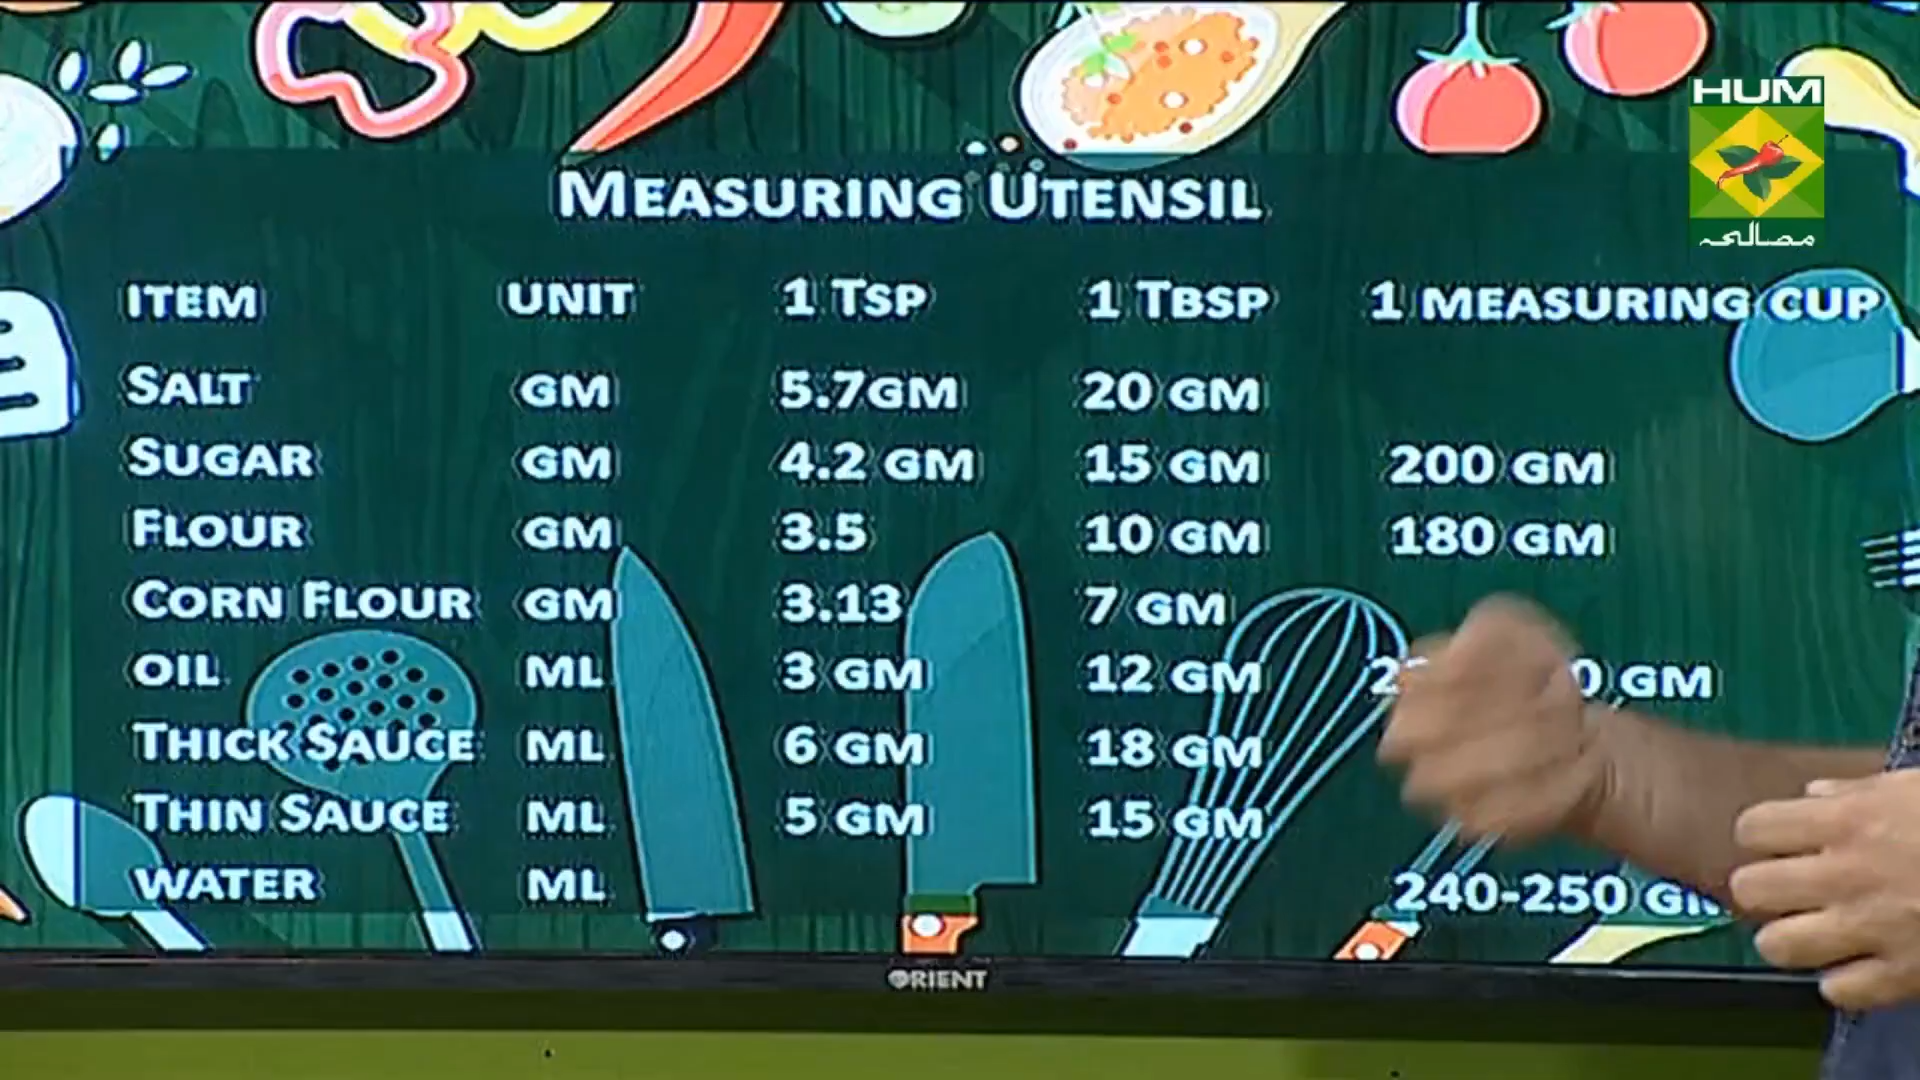 HUM
مصالحہ
MEASURING UTENSIL
ITEM UNIT 1 TSP 1 TBSP 1 MEASURING CUP
SALT GM 5.7GM 20 GM
SUGAR GM 4.2 GM 15 GM 200 GM
FLOUR GM 3.5 10 GM 180 GM
CORN FLOUR GM 3.13 7 GM
OIL ML 3 GM 12 GM GM
THICK SAUCE ML 6 GM 18 GM
THIN SAUCE ML 5 GM 15 GM
WATER ML 240-250 GM
ORIENT